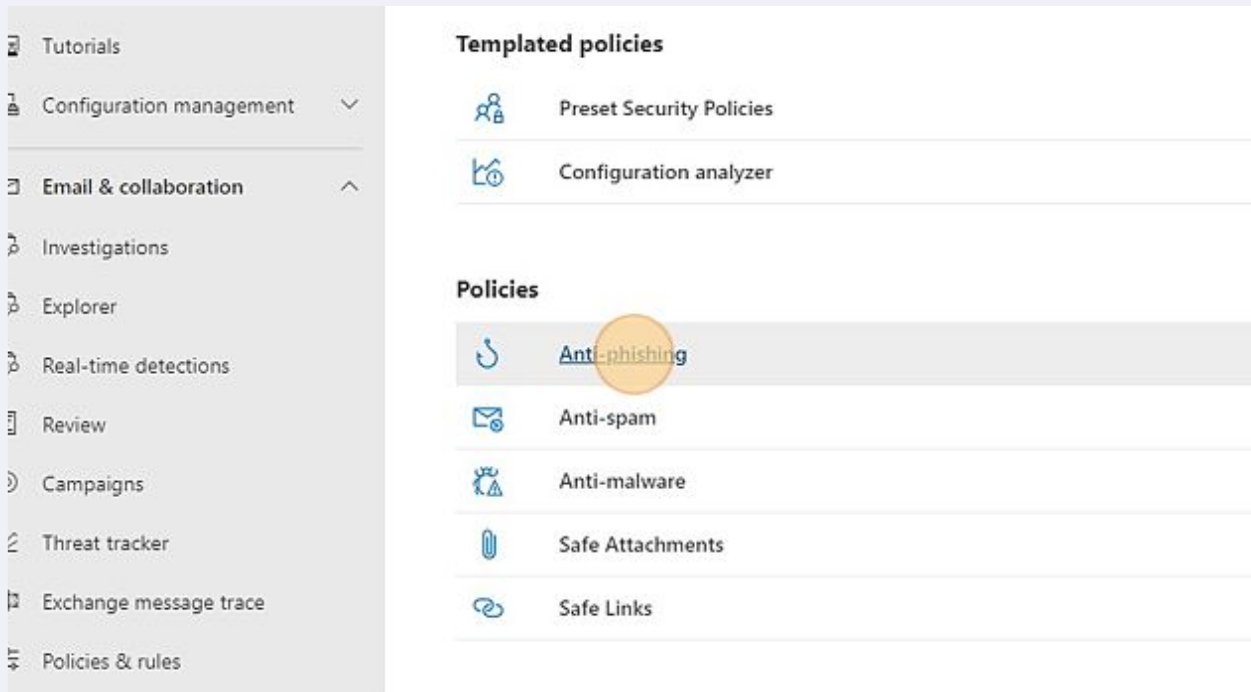 Tutorials
Configuration management
Email & collaboration
Investigations
Explorer
Real-time detections
Review
Campaigns
Threat tracker
Exchange message trace
Policies & rules
Templated policies
Preset Security Policies
Configuration analyzer
Policies
Anti-phishing
Anti-spam
Anti-malware
Safe Attachments
Safe Links